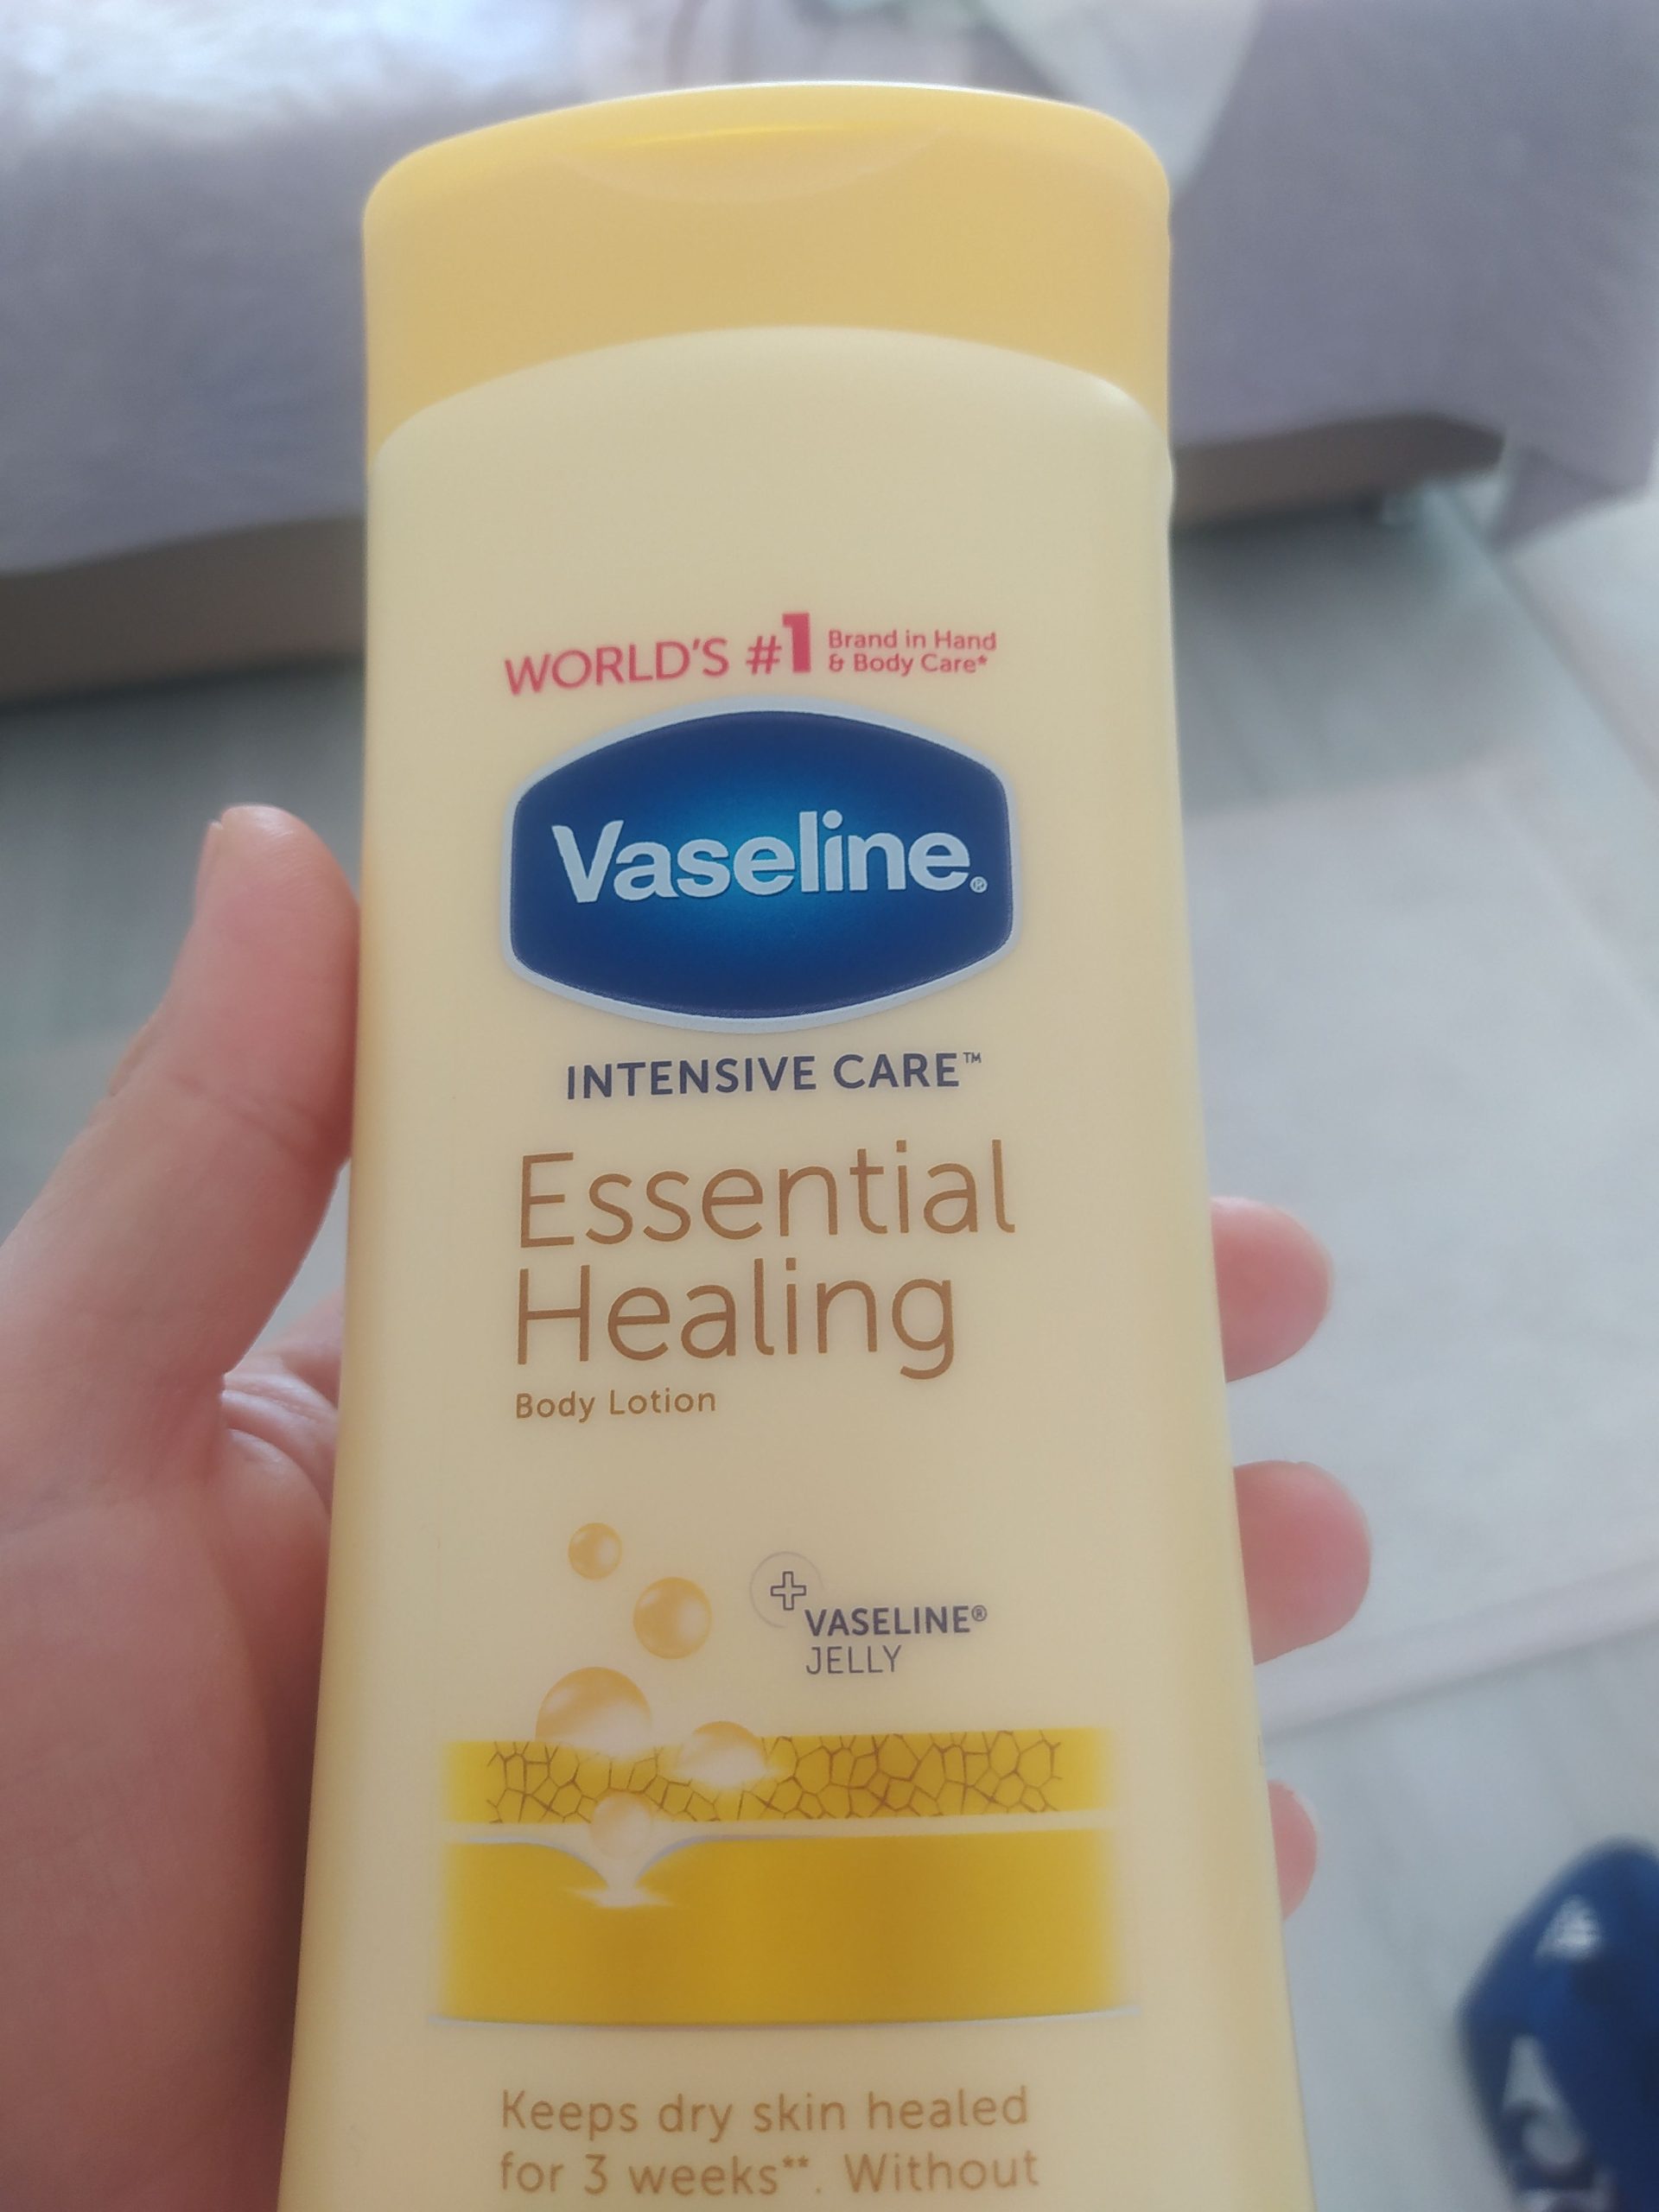 WORLD'S #1 Brand in Hand
& Body Care*
Vaseline®
INTENSIVE CARE™
Essential
Healing
Body Lotion
VASELINE®
JELLY
Keeps dry skin healed
for 3 weeks**. Without